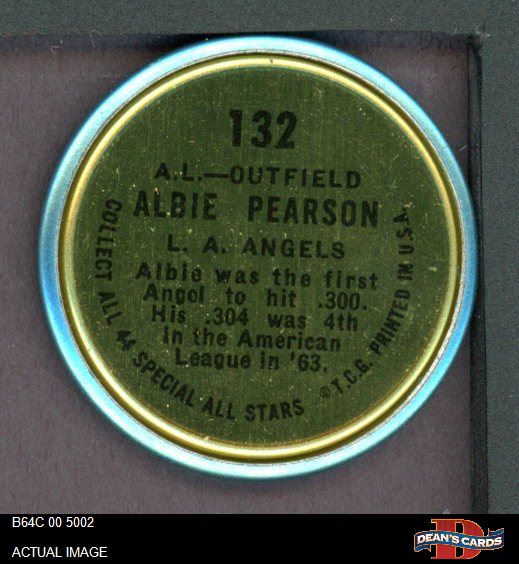 132
A.L.—OUTFIELD
ALBIE PEARSON
L. A. ANGELS
Albie was the first
Angel to hit .300.
His .304 was 4th
in the American
League in '63.
COLLECT ALL 44 SPECIAL ALL STARS
©T.C.G. PRINTED IN U.S.A.
B64C 00 5002
ACTUAL IMAGE
D
DEAN'S CARDS